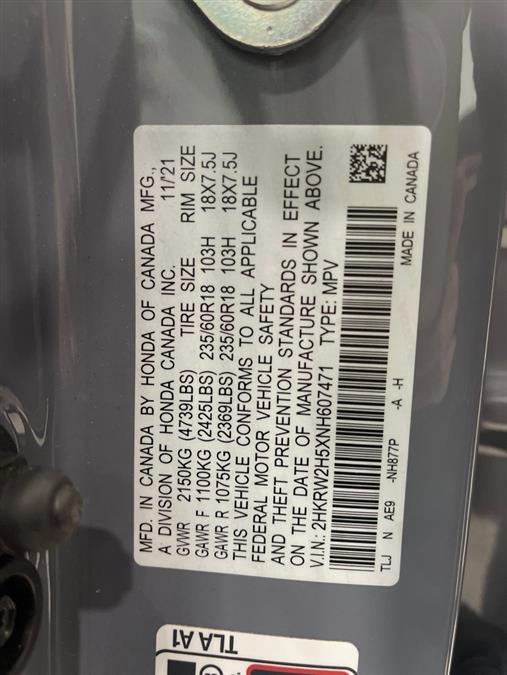 MFD. IN CANADA BY HONDA OF CANADA MFG.,
A DIVISION OF HONDA CANADA INC. 11/'21
GVWR 2150KG (4739LBS) TIRE SIZE RIM SIZE
GAWR F 1100KG (2425LBS) 235/60R18 103H 18X7.5J
GAWR R 1075KG (2369LBS) 235/60R18 103H 18X7.5J
THIS VEHICLE CONFORMS TO ALL APPLICABLE
FEDERAL MOTOR VEHICLE SAFETY
AND THEFT PREVENTION STANDARDS IN EFFECT
ON THE DATE OF MANUFACTURE SHOWN ABOVE.
V.I.N.: 2HKRW2H5XNH607471 TYPE: MPV
TLJ N AE9 -NH877P -A -H MADE IN CANADA
TLA A1